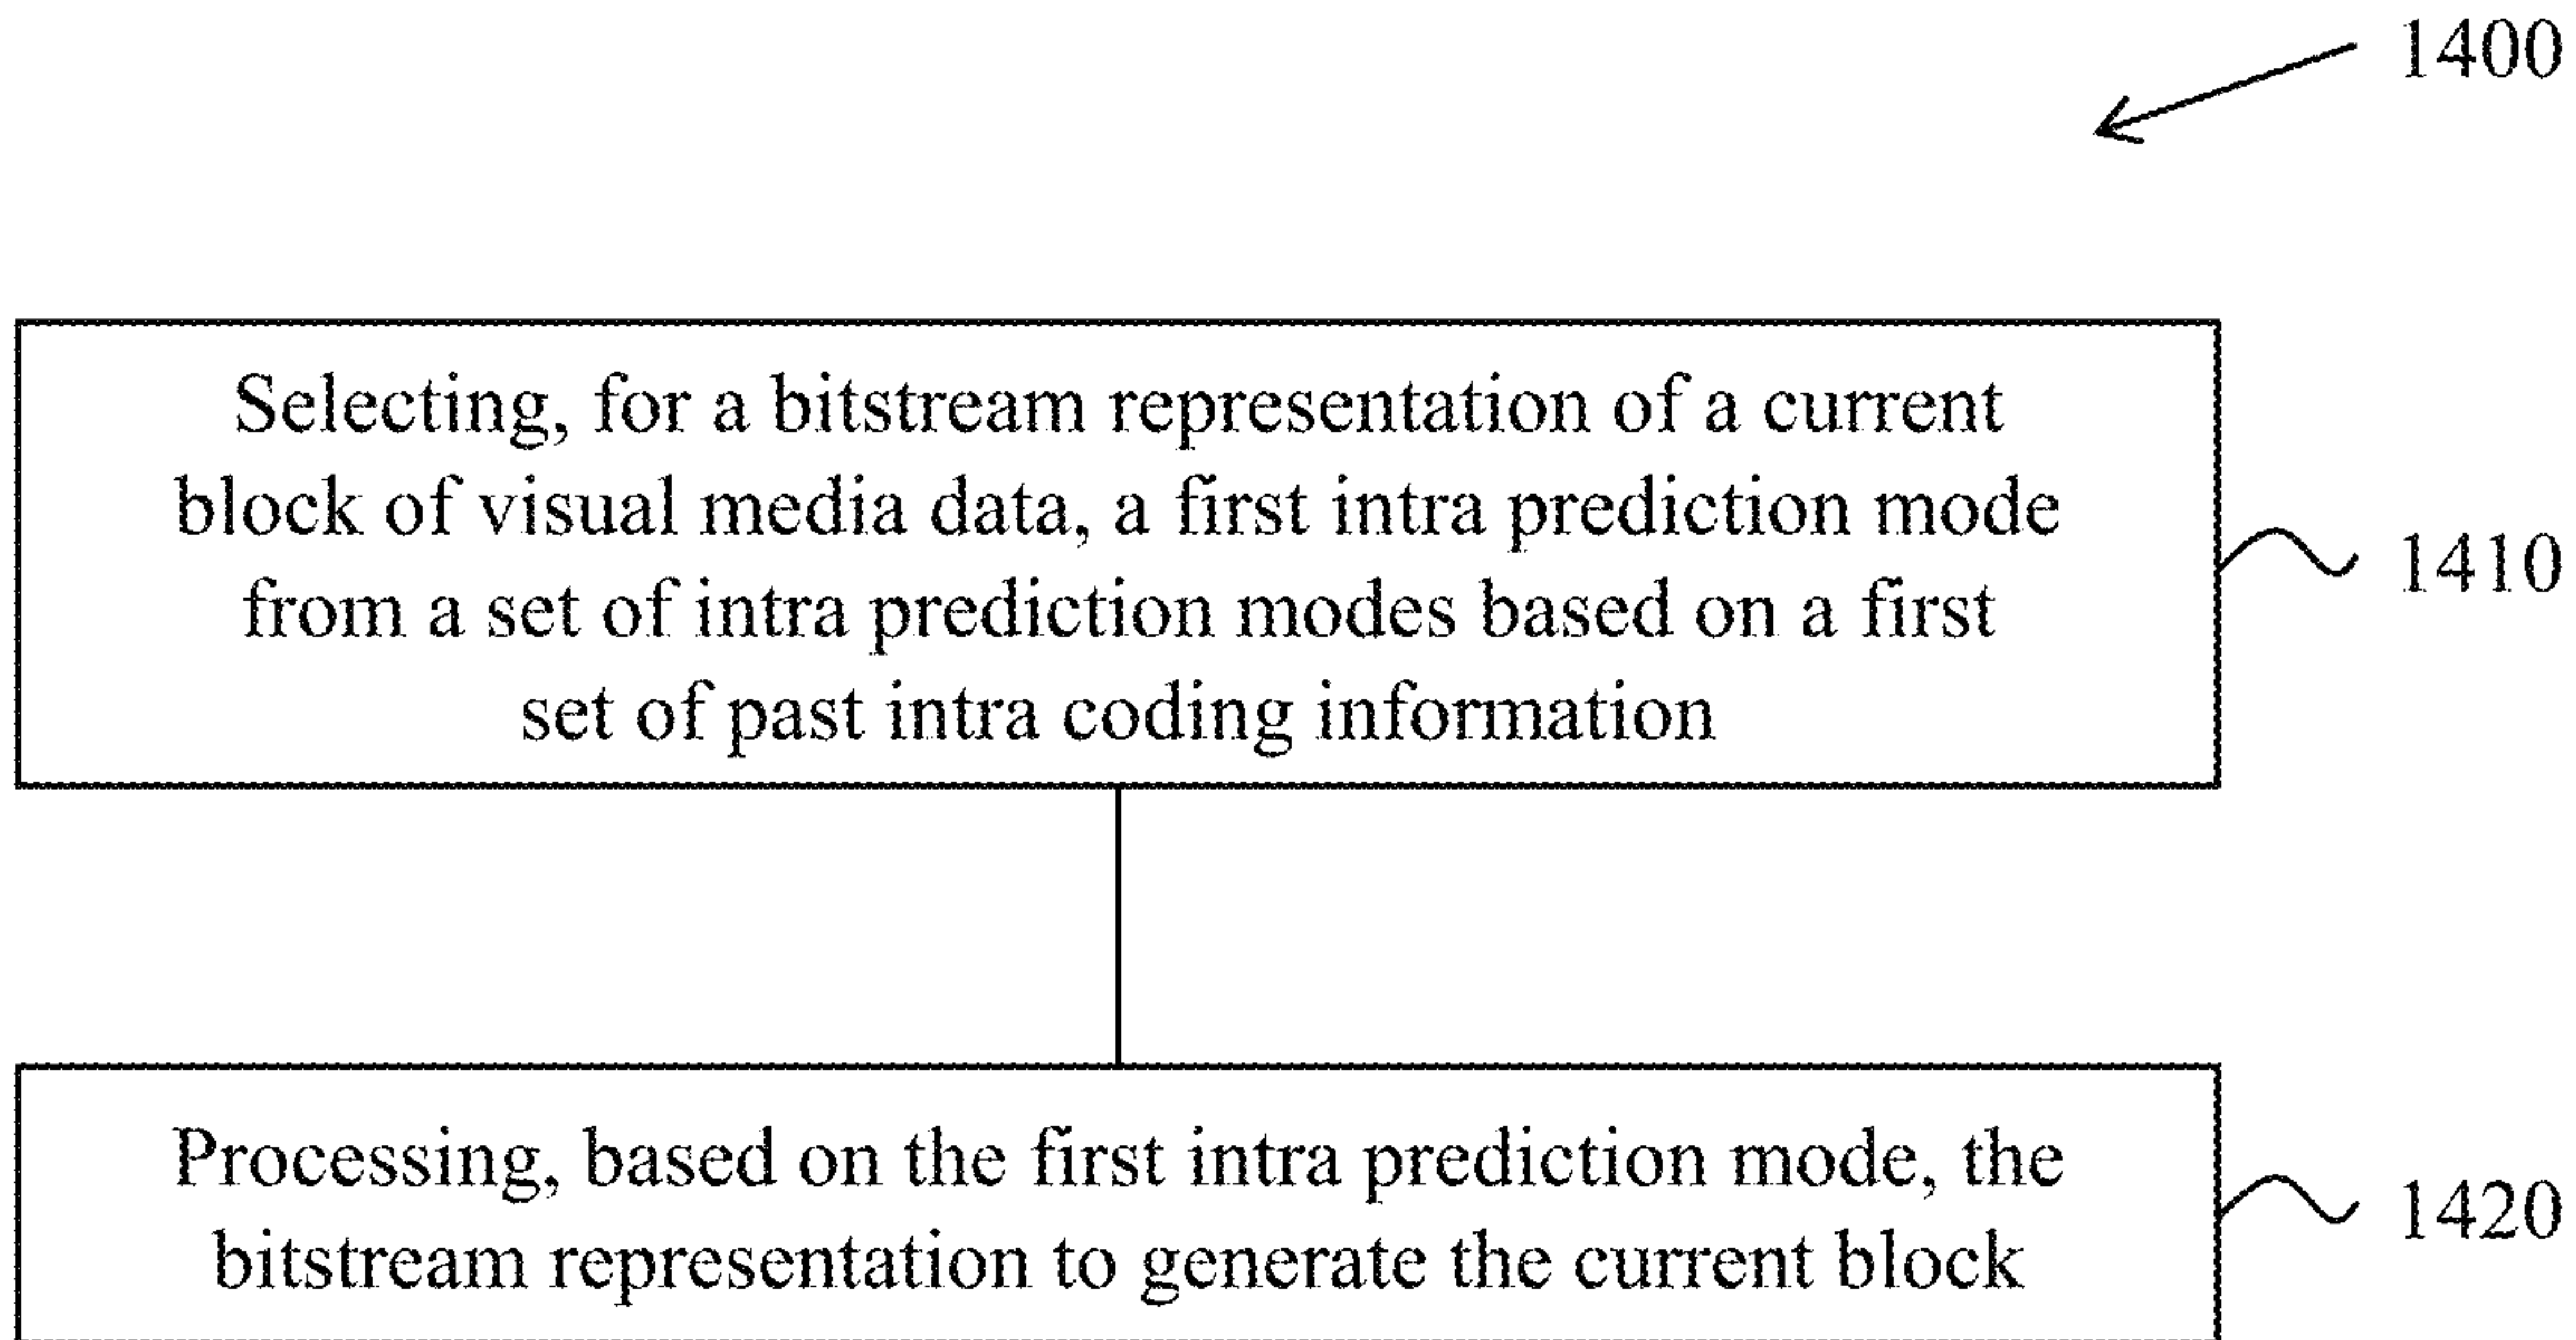 1400
Selecting, for a bitstream representation of a current
block of visual media data, a first intra prediction mode
from a set of intra prediction modes based on a first
set of past intra coding information
1410
Processing, based on the first intra prediction mode, the
bitstream representation to generate the current block
1420